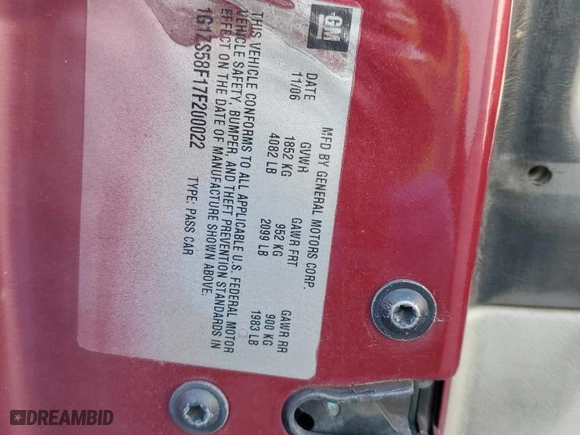 GM
MFD BY GENERAL MOTORS CORP.
DATE GVWR GAWR FRT GAWR RR
11/06 1852 KG 952 KG 900 KG
4082 LB 2099 LB 1983 LB
THIS VEHICLE CONFORMS TO ALL APPLICABLE U.S. FEDERAL MOTOR
VEHICLE SAFETY, BUMPER, AND THEFT PREVENTION STANDARDS IN
EFFECT ON THE DATE OF MANUFACTURE SHOWN ABOVE.
1G1ZS58F17F200022 TYPE: PASS CAR
DREAMBID